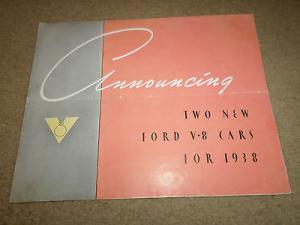 Announcing
TWO NEW
FORD V-8 CARS
FOR 1938